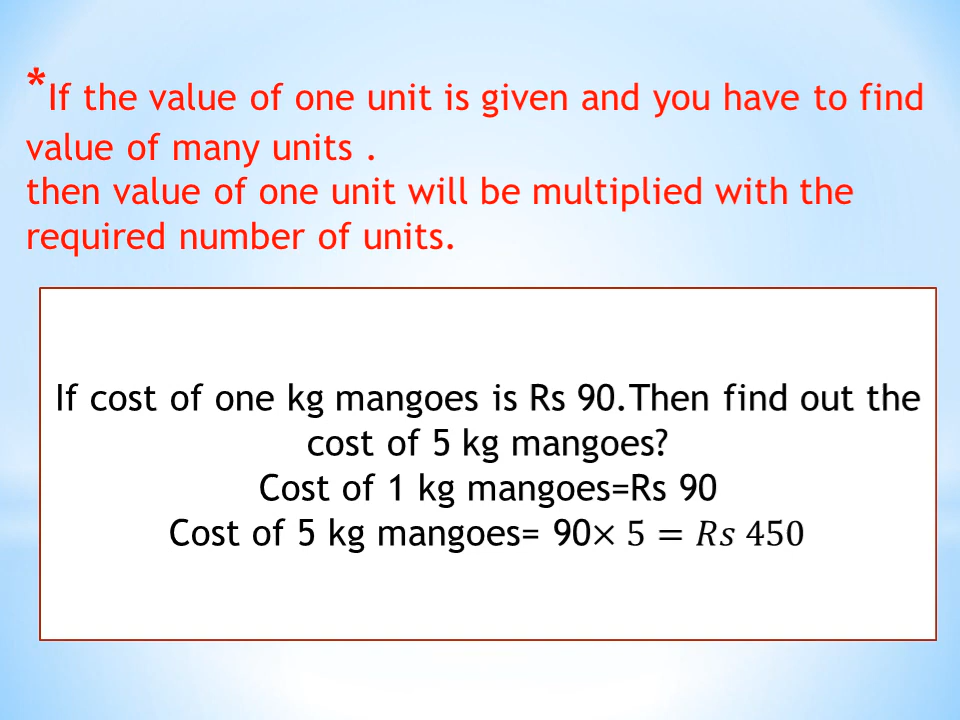 *If the value of one unit is given and you have to find
value of many units .
then value of one unit will be multiplied with the
required number of units.
If cost of one kg mangoes is Rs 90.Then find out the
cost of 5 kg mangoes?
Cost of 1 kg mangoes=Rs 90
Cost of 5 kg mangoes= 90× 5 = 𝑅𝑠 450